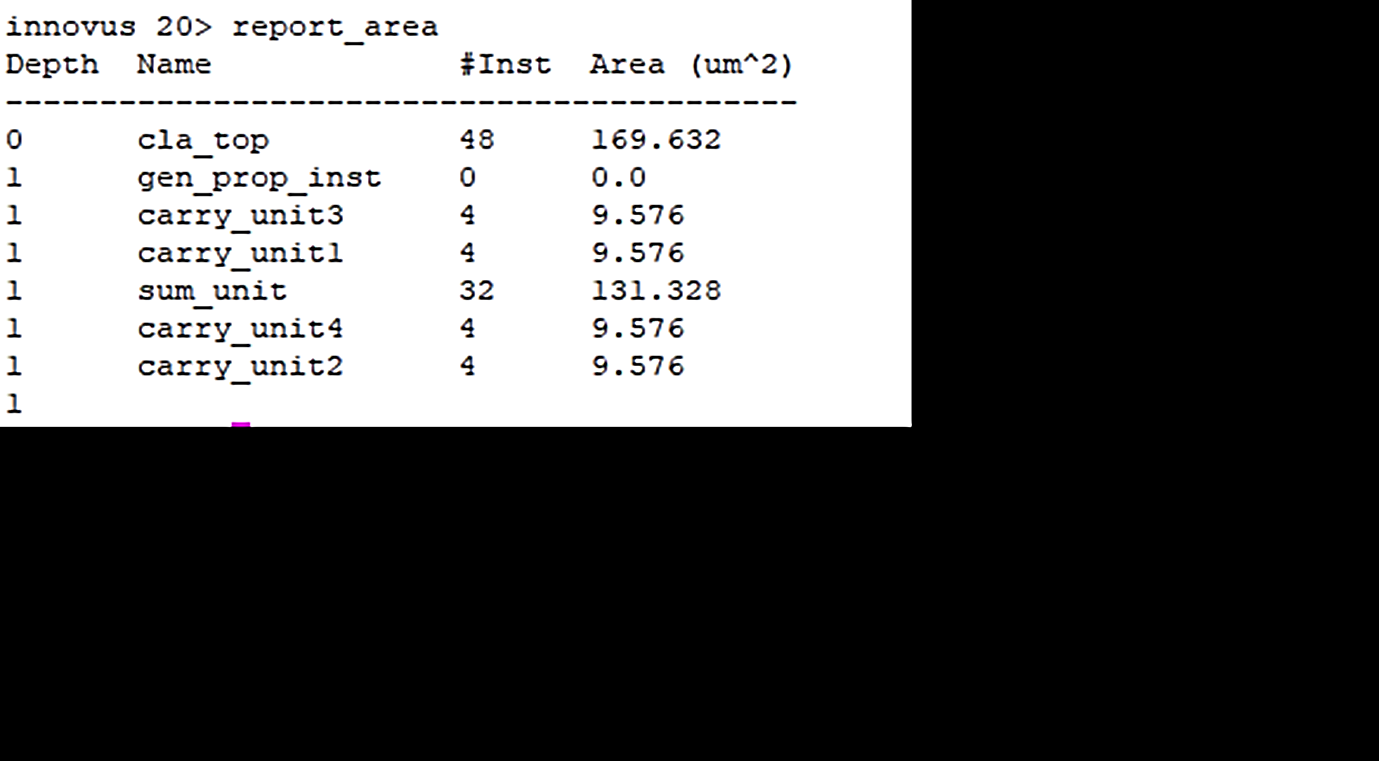 innovus 20> report_area
Depth Name #Inst Area (um^2)
------------------------------------------
0 cla_top 48 169.632
1 gen_prop_inst 0 0.0
1 carry_unit3 4 9.576
1 carry_unit1 4 9.576
1 sum_unit 32 131.328
1 carry_unit4 4 9.576
1 carry_unit2 4 9.576
1